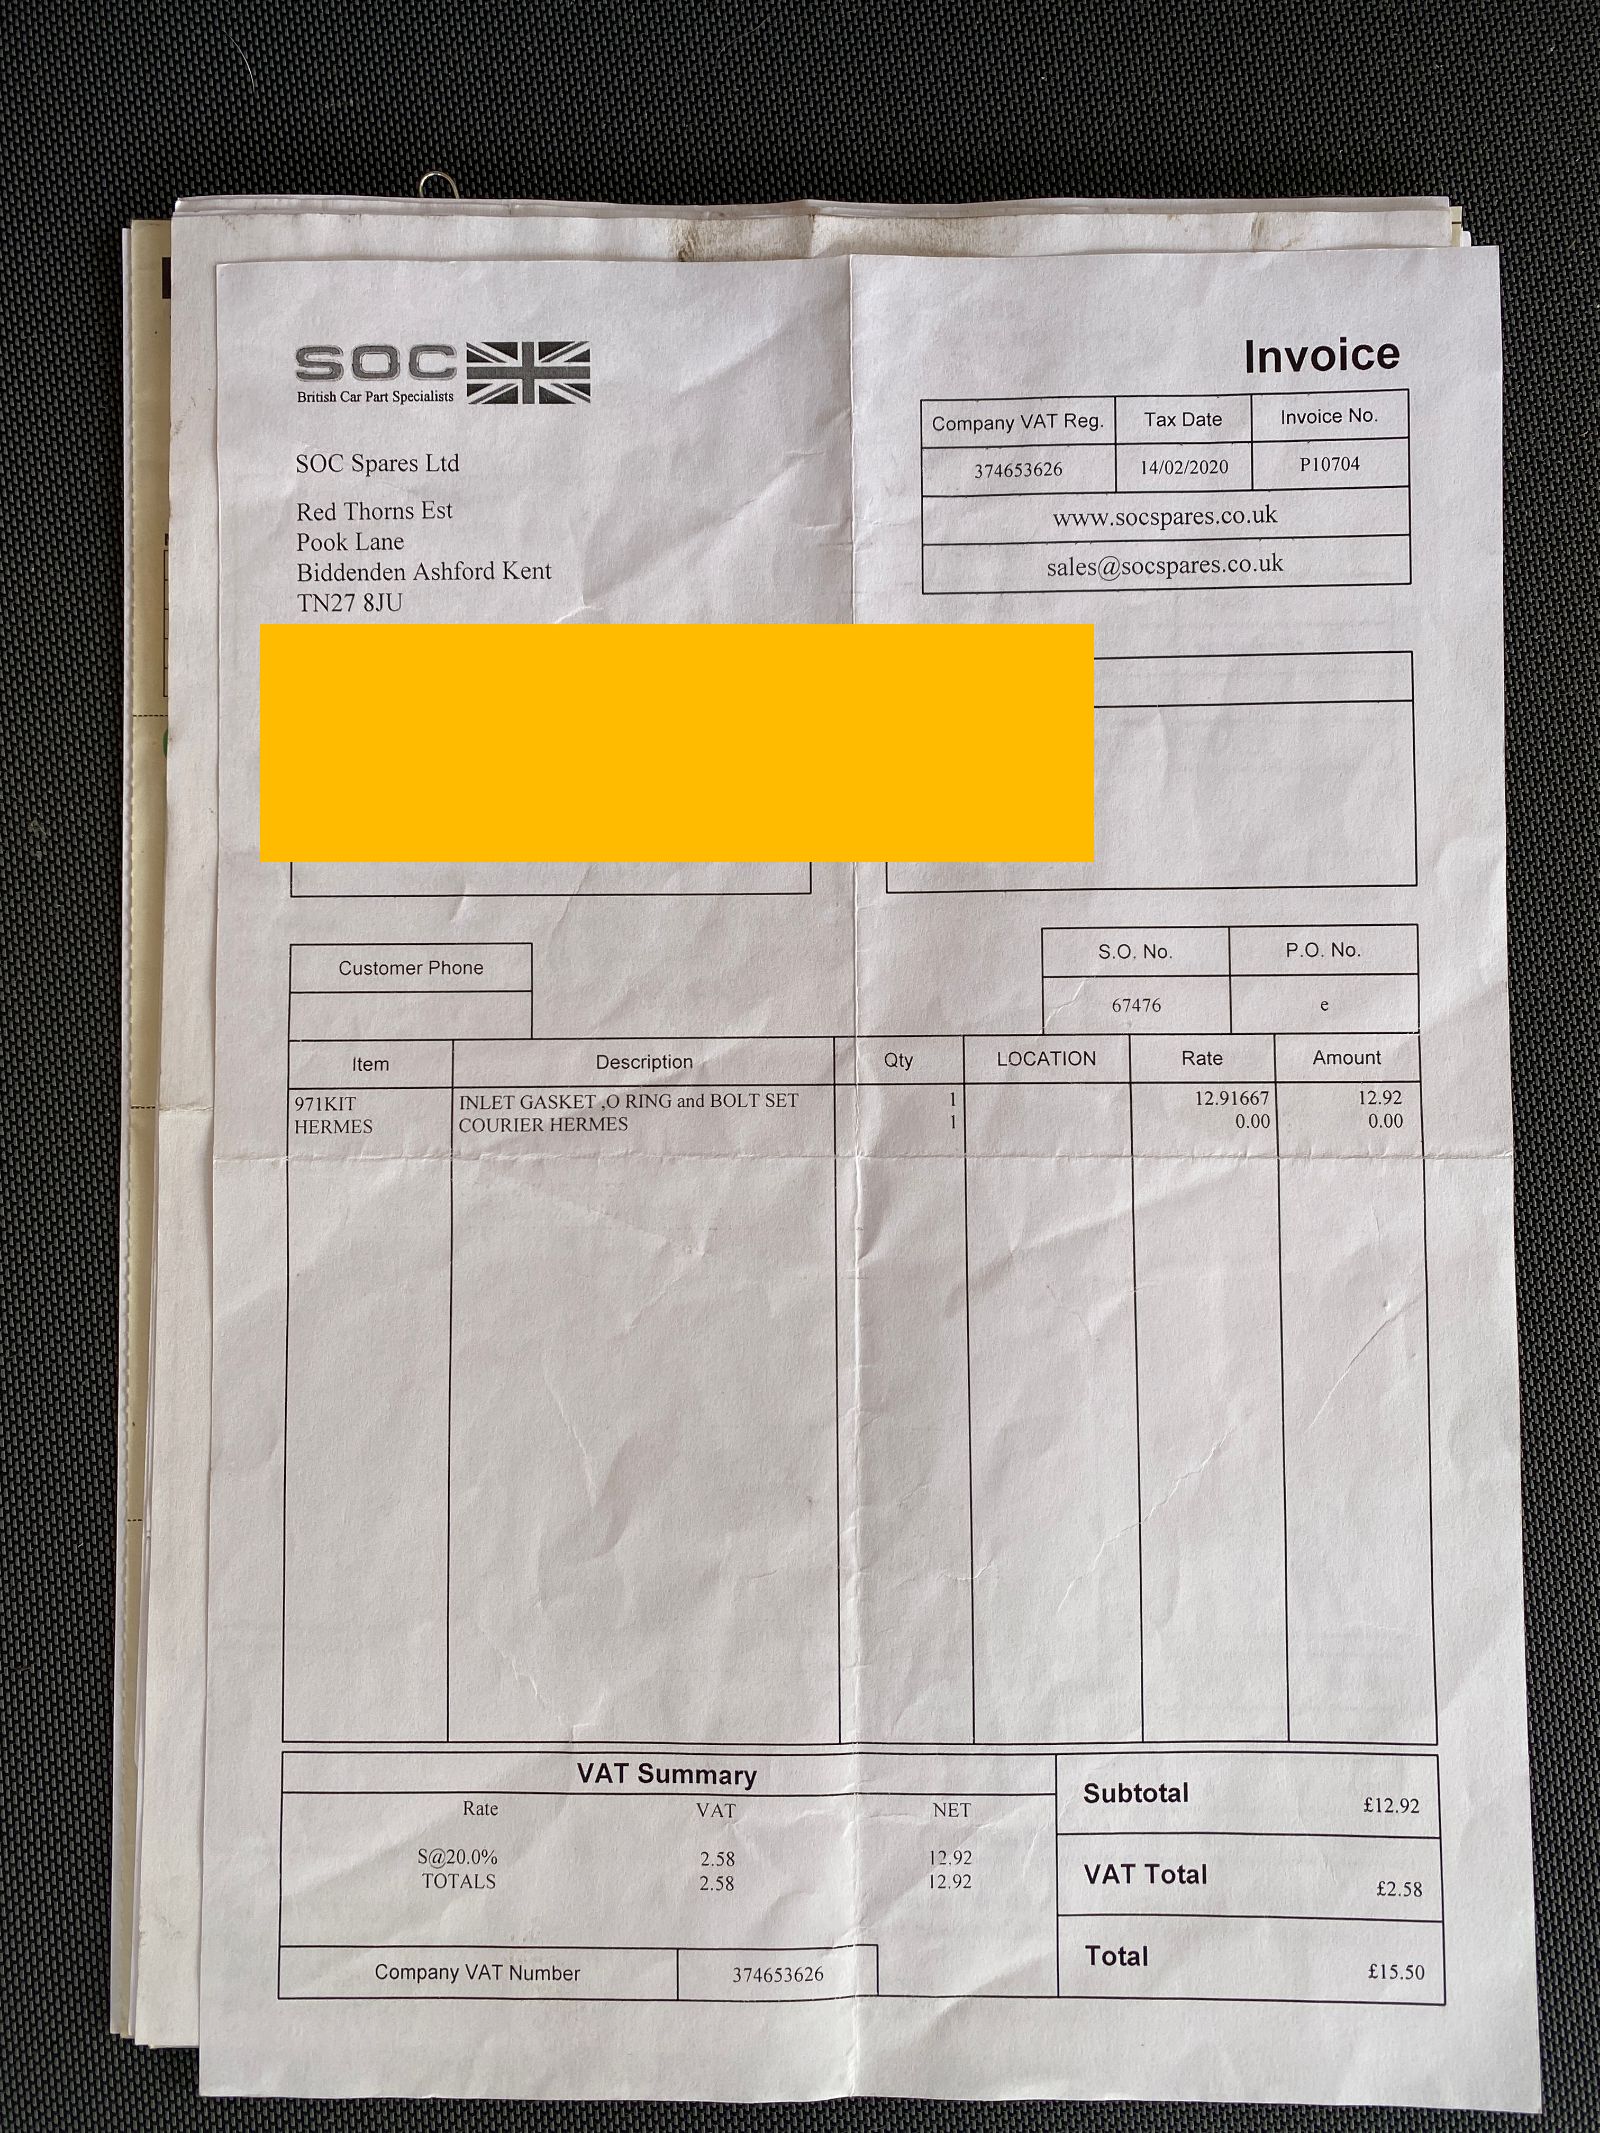 SOC
British Car Part Specialists
Invoice
Company VAT Reg. Tax Date Invoice No.
374653626 14/02/2020 P10704
www.socspares.co.uk
sales@socspares.co.uk
SOC Spares Ltd
Red Thorns Est
Pook Lane
Biddenden Ashford Kent
TN27 8JU
Customer Phone
S.O. No. P.O. No.
67476 e
Item Description Qty LOCATION Rate Amount
971KIT INLET GASKET ,O RING and BOLT SET 1 12.91667 12.92
HERMES COURIER HERMES 1 0.00 0.00
VAT Summary
Rate VAT NET
S@20.0% 2.58 12.92
TOTALS 2.58 12.92
Company VAT Number 374653626
Subtotal £12.92
VAT Total £2.58
Total £15.50